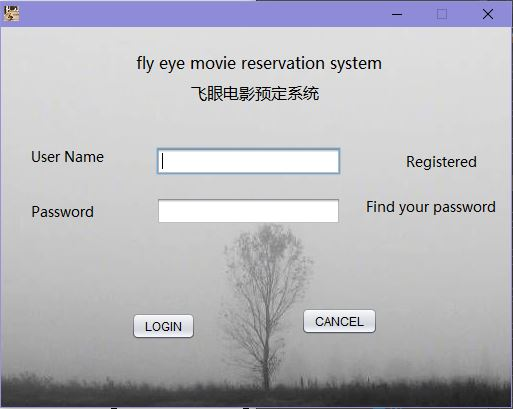 fly eye movie reservation system
飞眼电影预定系统
User Name
Registered
Password
Find your password
LOGIN
CANCEL